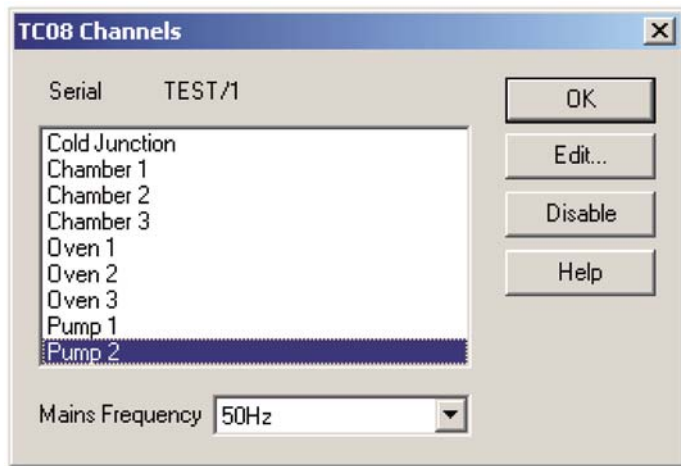 TC08 Channels
Serial TEST/1
Cold Junction
Chamber 1
Chamber 2
Chamber 3
Oven 1
Oven 2
Oven 3
Pump 1
Pump 2
Mains Frequency 50Hz
OK
Edit...
Disable
Help